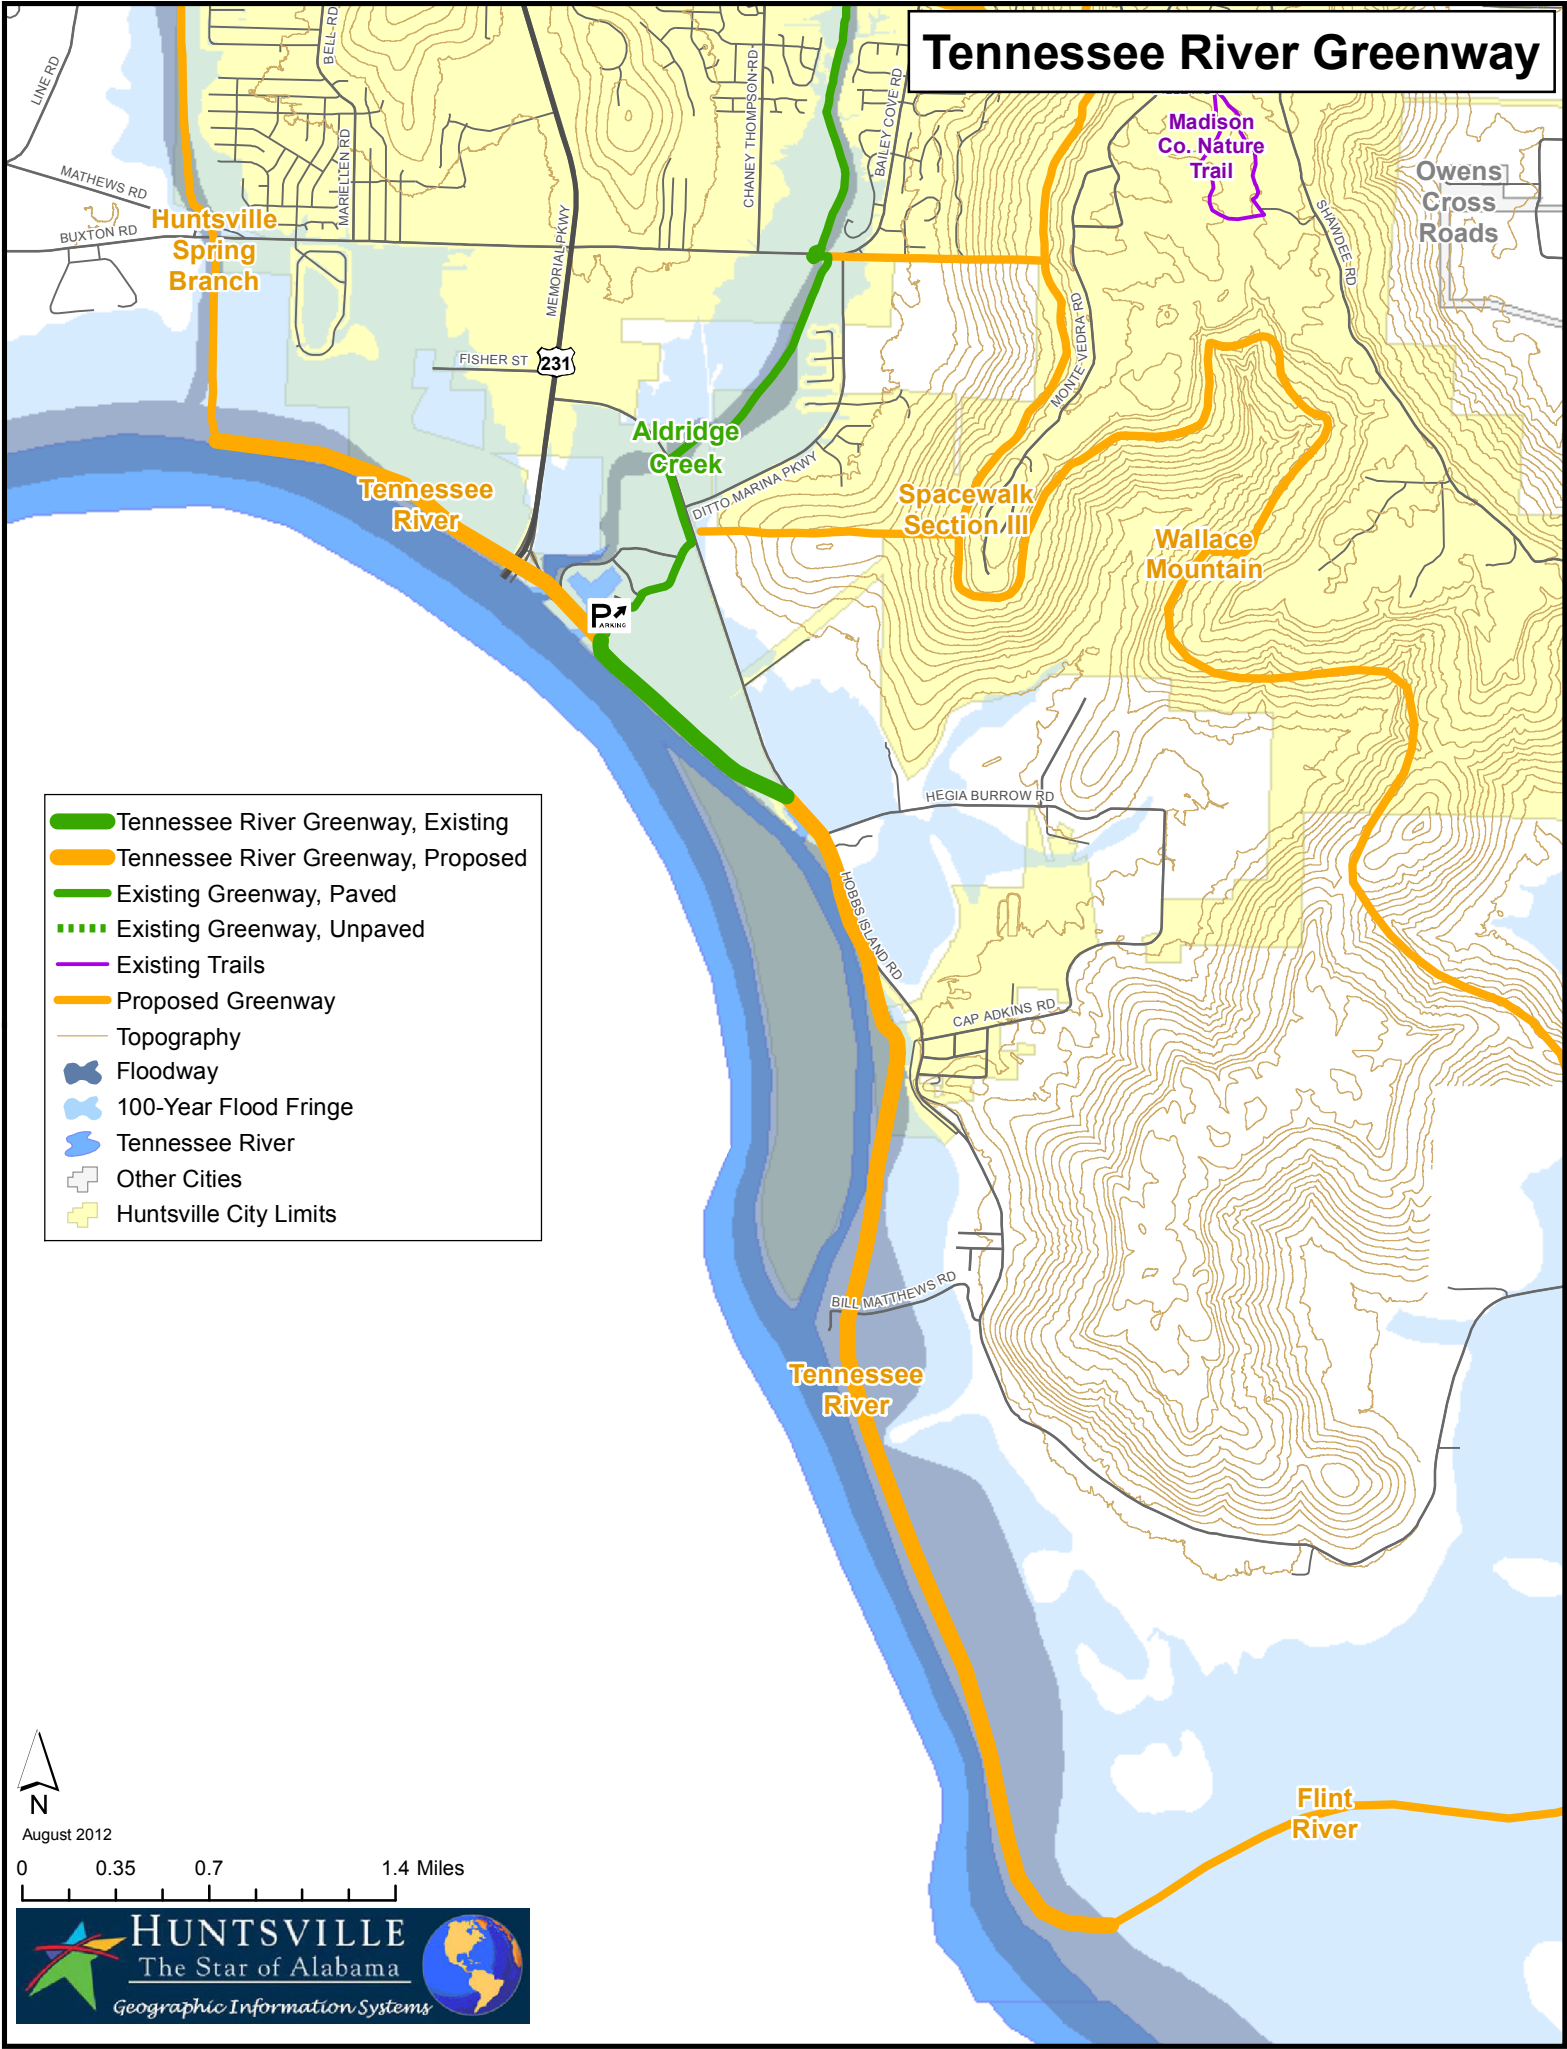 Tennessee River Greenway
LINE RD
BELL RD
MARIELLEN RD
CHANEY THOMPSON RD
BAILEY COVE RD
Madison
Co. Nature
Trail
Owens
Cross
Roads
SHAWDEE RD
MATHEWS RD
BUXTON RD
Huntsville
Spring
Branch
MEMORIAL PKWY
FISHER ST
231
MONTE VEDRA RD
Aldridge
Creek
DITTO MARINA PKWY
Tennessee
River
Spacewalk
Section III
Wallace
Mountain
P
ARKING
HEGIA BURROW RD
HOBBS ISLAND RD
CAP ADKINS RD
Tennessee River Greenway, Existing
Tennessee River Greenway, Proposed
Existing Greenway, Paved
Existing Greenway, Unpaved
Existing Trails
Proposed Greenway
Topography
Floodway
100-Year Flood Fringe
Tennessee River
Other Cities
Huntsville City Limits
BILL MATTHEWS RD
Tennessee
River
Flint
River
N
August 2012
0 0.35 0.7 1.4 Miles
HUNTSVILLE
The Star of Alabama
Geographic Information Systems